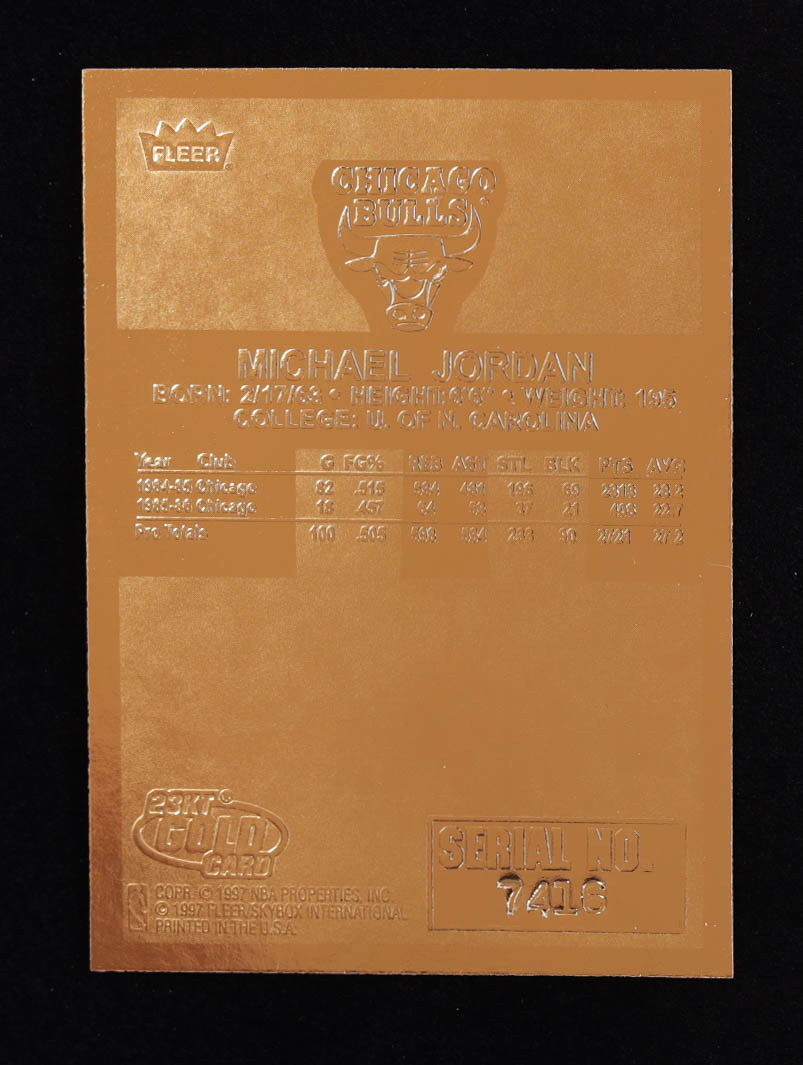 FLEER
CHICAGO
BULLS
MICHAEL JORDAN
BORN: 2/17/63 • HEIGHT: 6'6" • WEIGHT: 195
COLLEGE: U. OF N. CAROLINA
Year Club G FG% REB AST STL BLK PTS AVG
1984-85 Chicago 82 .515 534 481 196 69 2313 28.2
1985-86 Chicago 18 .457 64 53 37 21 408 22.7
Pro Totals 100 .505 598 534 233 90 2721 27.2
23KT
GOLD
CARD
SERIAL NO.
7416
COPR. © 1997 NBA PROPERTIES, INC.
© 1997 FLEER/SKYBOX INTERNATIONAL
PRINTED IN THE U.S.A.